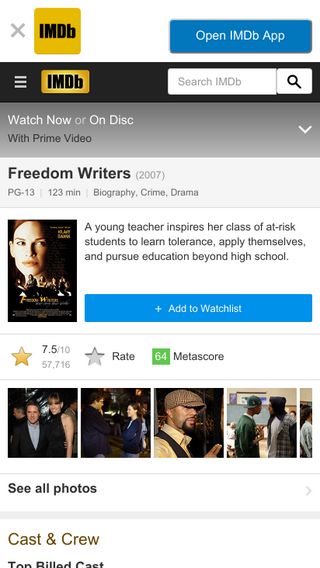 IMDb
Open IMDb App
IMDb
Search IMDb
Watch Now or On Disc
With Prime Video
Freedom Writers (2007)
PG-13 | 123 min | Biography, Crime, Drama
HILARY
SWANK
FREEDOM WRITERS
A young teacher inspires her class of at-risk
students to learn tolerance, apply themselves,
and pursue education beyond high school.
+ Add to Watchlist
7.5/10
57,716
Rate
64 Metascore
See all photos
Cast & Crew
Top Billed Cast